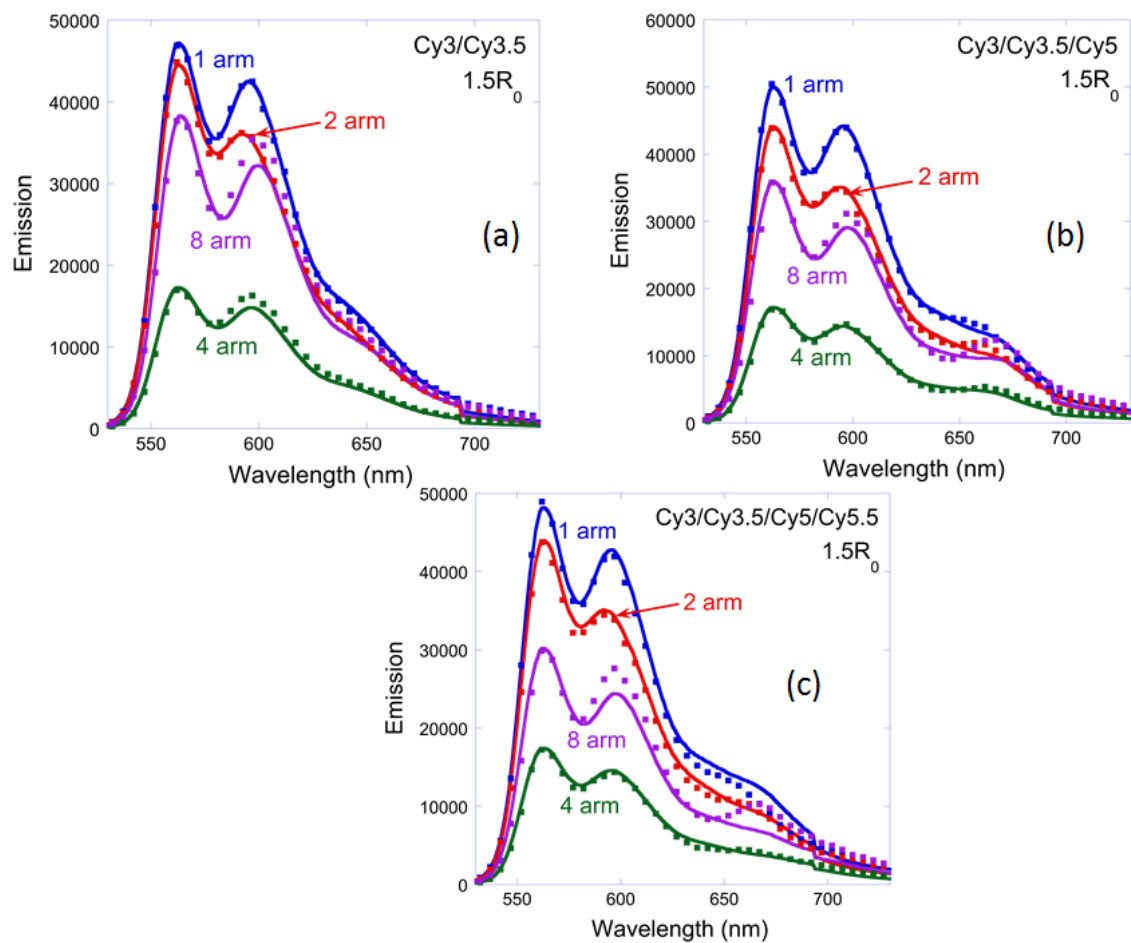 50000
40000
30000
20000
10000
0
Emission
550
600
650
700
Wavelength (nm)
Cy3/Cy3.5
1.5R0
1 arm
2 arm
8 arm
4 arm
(a)
60000
50000
40000
30000
20000
10000
0
Emission
550
600
650
700
Wavelength (nm)
Cy3/Cy3.5/Cy5
1.5R0
1 arm
2 arm
8 arm
4 arm
(b)
50000
40000
30000
20000
10000
0
Emission
550
600
650
700
Wavelength (nm)
Cy3/Cy3.5/Cy5/Cy5.5
1.5R0
1 arm
2 arm
8 arm
4 arm
(c)